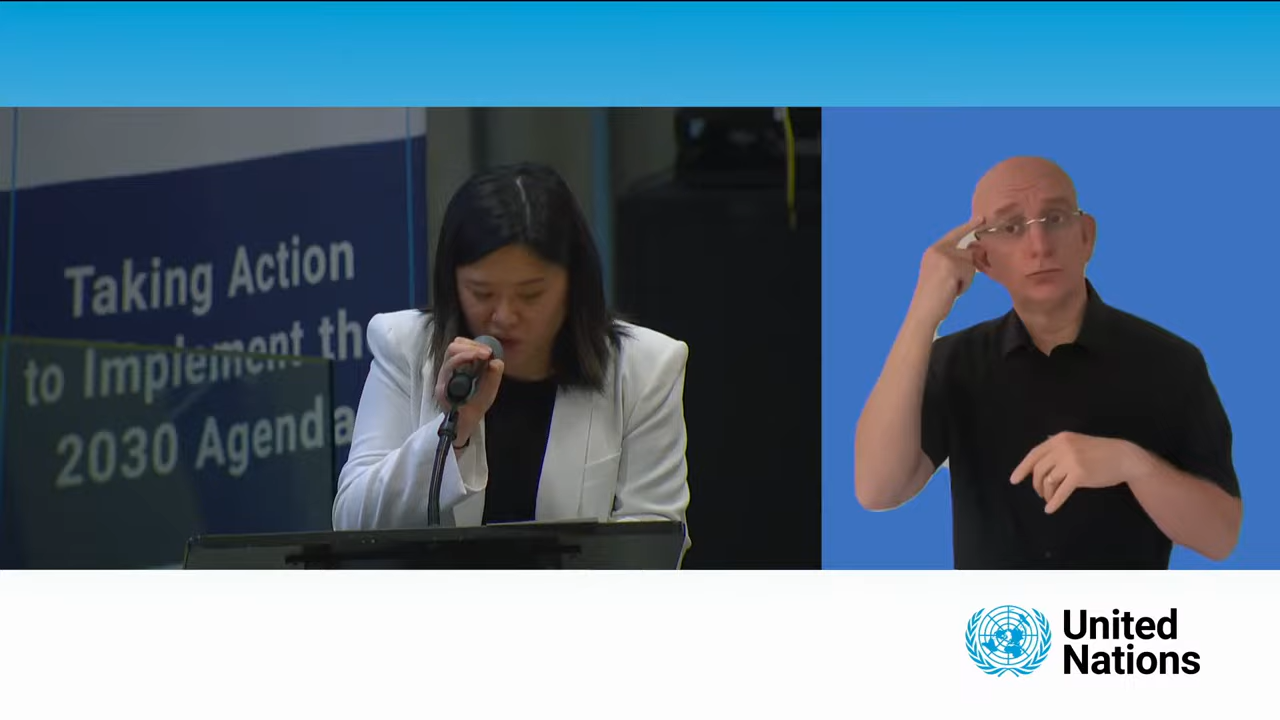 Taking Action
to Implement th
2030 Agenda
United
Nations